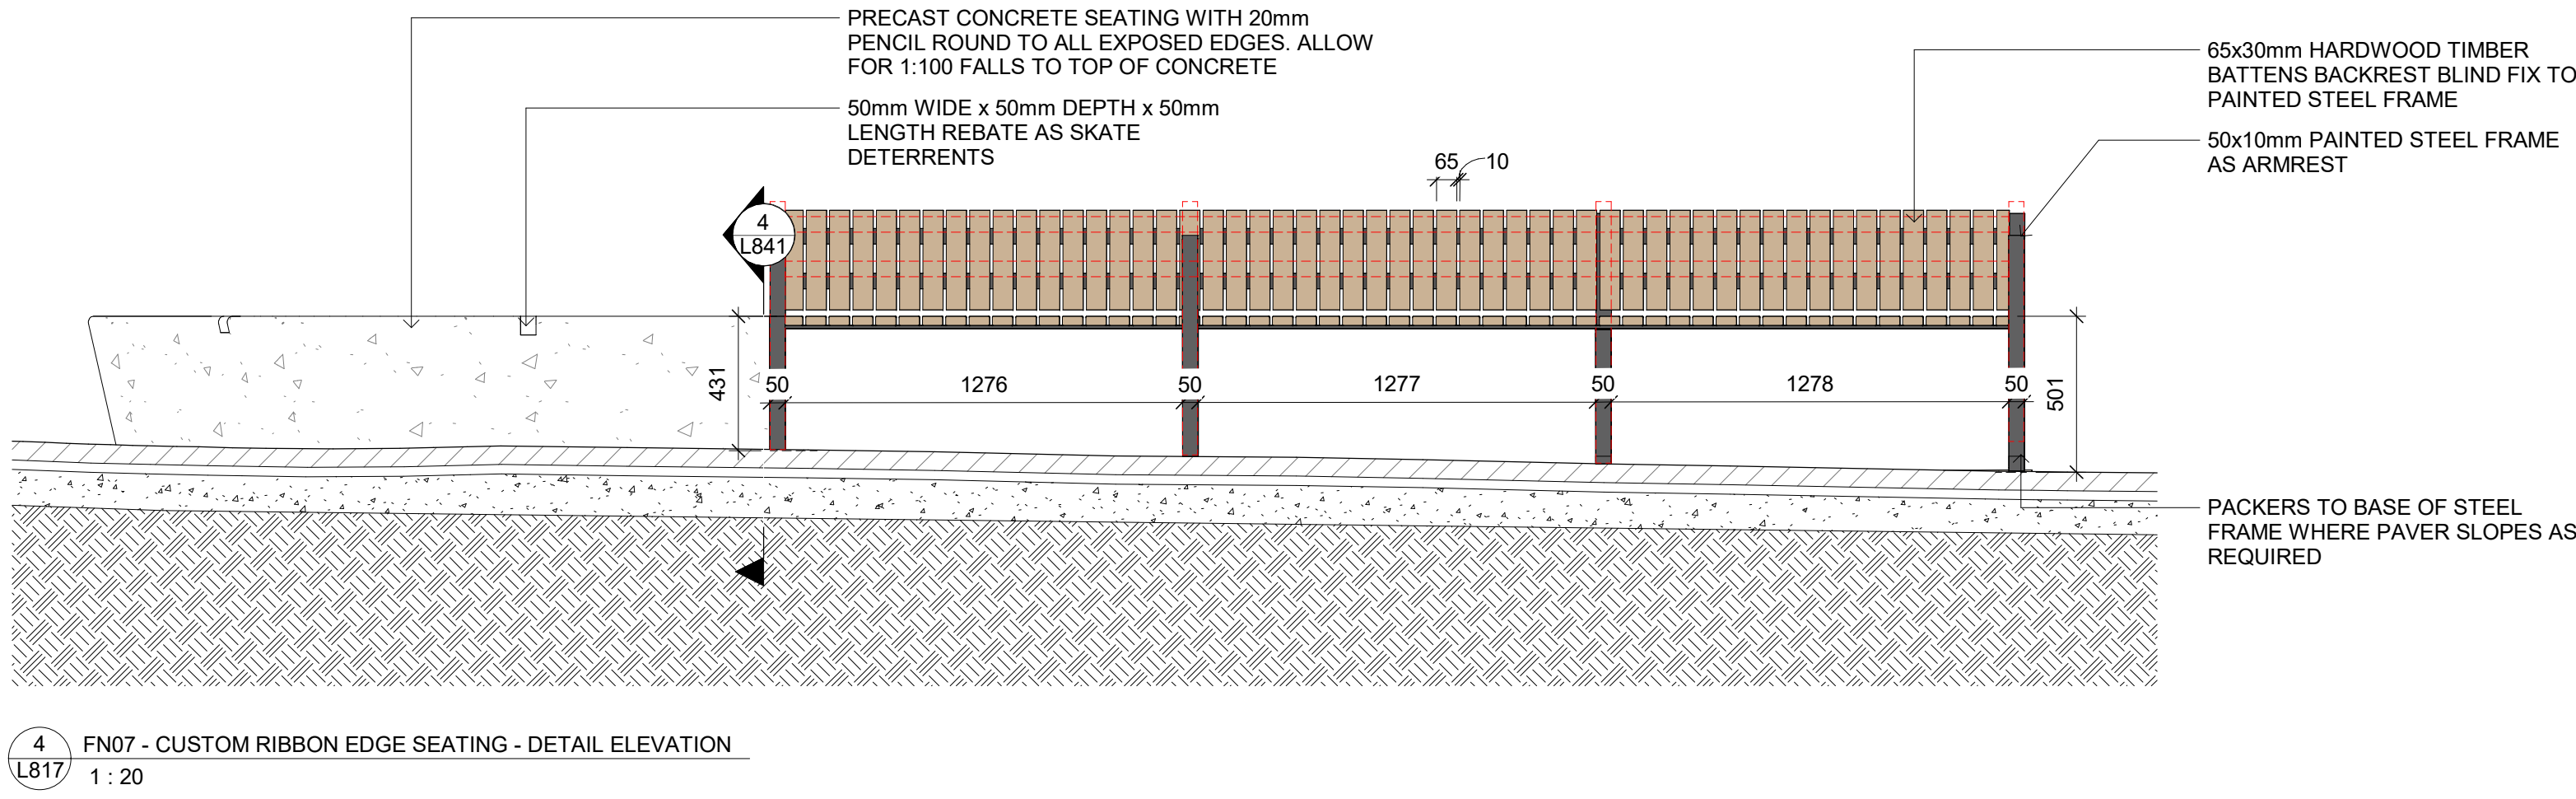 PRECAST CONCRETE SEATING WITH 20mm
PENCIL ROUND TO ALL EXPOSED EDGES. ALLOW
FOR 1:100 FALLS TO TOP OF CONCRETE
50mm WIDE x 50mm DEPTH x 50mm
LENGTH REBATE AS SKATE
DETERRENTS
65x30mm HARDWOOD TIMBER
BATTENS BACKREST BLIND FIX TO
PAINTED STEEL FRAME
50x10mm PAINTED STEEL FRAME
AS ARMREST
65 10
4
L841
431
50 1276 50 1277 50 1278 50
501
PACKERS TO BASE OF STEEL
FRAME WHERE PAVER SLOPES AS
REQUIRED
4
L817
FN07 - CUSTOM RIBBON EDGE SEATING - DETAIL ELEVATION
1 : 20